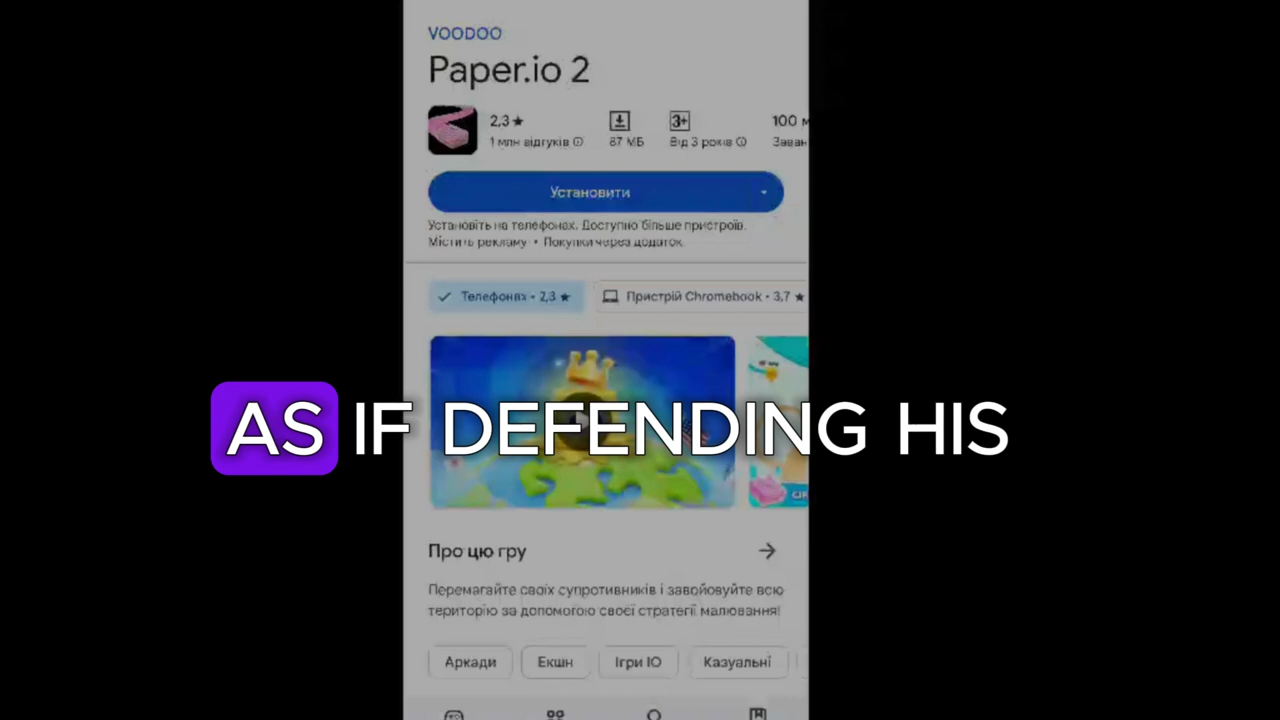 VOODOO
Paper.io 2
2,3★
1 млн відгуків
87 МБ
3+
Від 3 років
100 м
Заван
Установити
Установіть на телефонах. Доступно більше пристроїв.
Містить рекламу • Покупки через додаток
Телефонах • 2,3 ★
Пристрій Chromebook • 3,7 ★
AS IF DEFENDING HIS
Про цю гру
Перемагайте своїх супротивників і завойовуйте всю
територію за допомогою своєї стратегії малювання!
Аркади
Екшн
Ігри IO
Казуальні